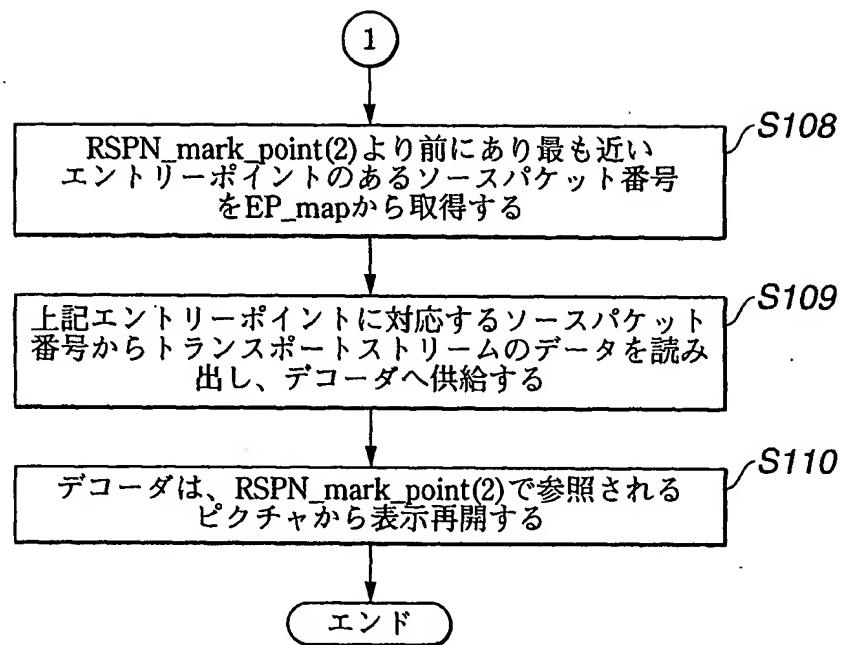 1
S108
RSPN_mark_point(2)より前にあり最も近い
エントリーポイントのあるソースパケット番号
をEP_mapから取得する
S109
上記エントリーポイントに対応するソースパケット
番号からトランスポートストリームのデータを読み
出し、デコーダへ供給する
S110
デコーダは、RSPN_mark_point(2)で参照される
ピクチャから表示再開する
エンド